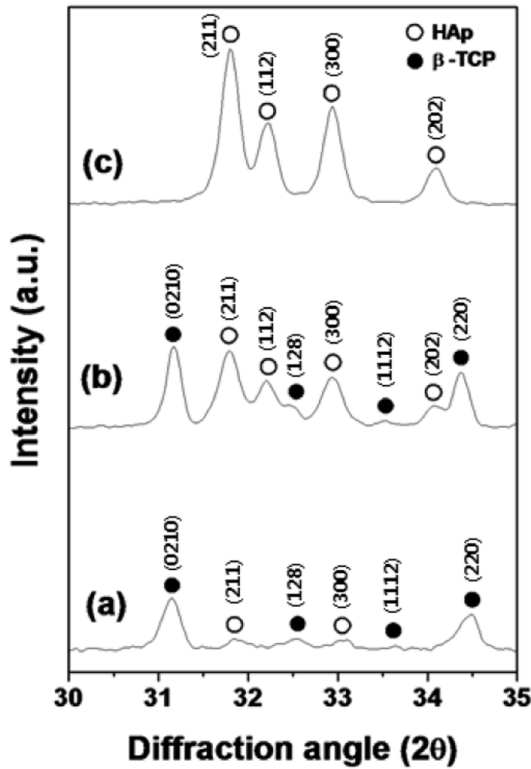 HAp
β-TCP
(211)
(112)
(300)
(202)
(c)
(0210)
(211)
(112)
(128)
(300)
(1112)
(202)
(220)
(b)
(0210)
(211)
(128)
(300)
(1112)
(220)
(a)
Intensity (a.u.)
30 31 32 33 34 35
Diffraction angle (2θ)